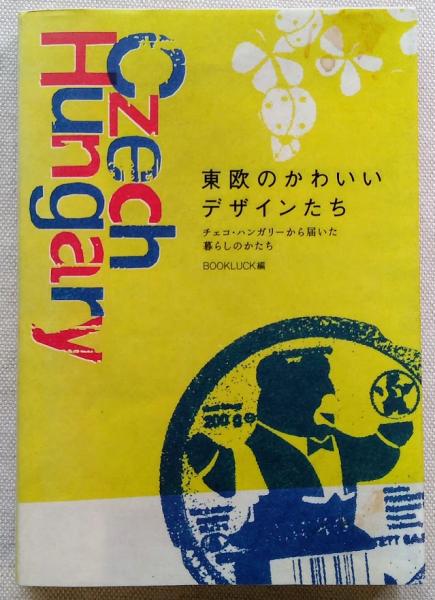 Czech
Hungary
東欧のかわいい
デザインたち
チェコ・ハンガリーから届いた
暮らしのかたち
BOOKLUCK編
200g